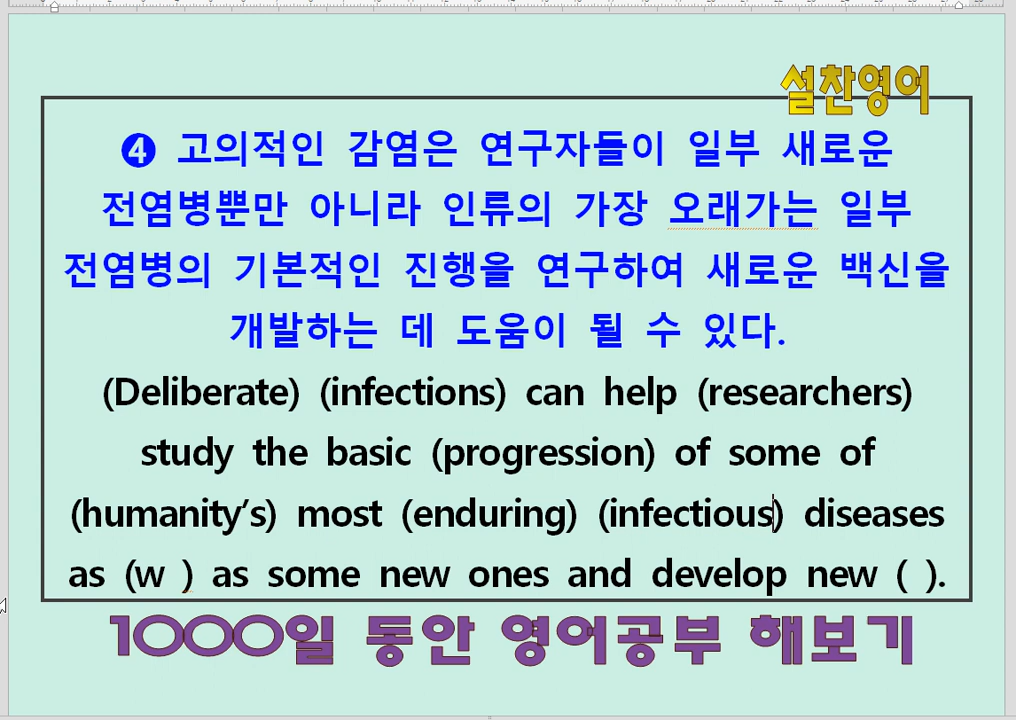 설찬영어
❹ 고의적인 감염은 연구자들이 일부 새로운
전염병뿐만 아니라 인류의 가장 오래가는 일부
전염병의 기본적인 진행을 연구하여 새로운 백신을
개발하는 데 도움이 될 수 있다.
(Deliberate) (infections) can help (researchers)
study the basic (progression) of some of
(humanity’s) most (enduring) (infectious) diseases
as (w ) as some new ones and develop new ( ).
1000일 동안 영어공부 해보기